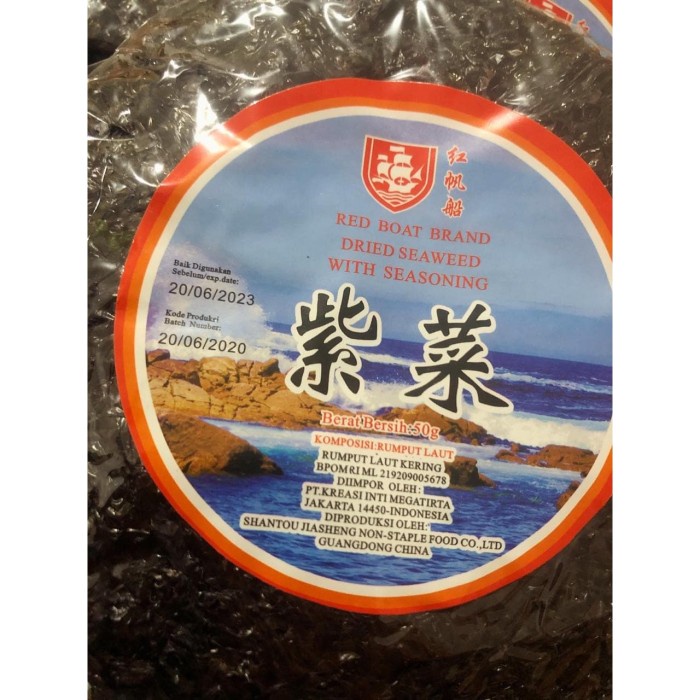 红帆船
RED BOAT BRAND
DRIED SEAWEED
WITH SEASONING
Baik Digunakan
Sebelum/exp.date:
20/06/2023
Kode Produkri
Batch Number:
20/06/2020
紫菜
Berat Bersih:50g
KOMPOSISI:RUMPUT LAUT
RUMPUT LAUT KERING
BPOM RI ML 219209005678
DIIMPOR OLEH:
PT.KREASI INTI MEGATIRTA
JAKARTA 14450-INDONESIA
DIPRODUKSI OLEH:
SHANTOU JIASHENG NON-STAPLE FOOD CO.,LTD
GUANGDONG CHINA